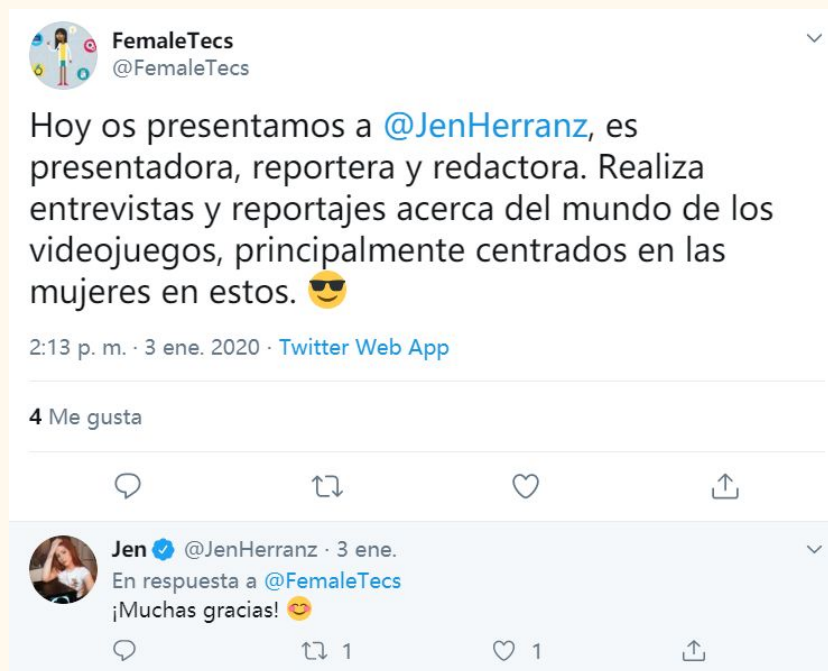 FemaleTecs
@FemaleTecs
Hoy os presentamos a @JenHerranz, es
presentadora, reportera y redactora. Realiza
entrevistas y reportajes acerca del mundo de los
videojuegos, principalmente centrados en las
mujeres en estos. 😎
2:13 p. m. · 3 ene. 2020 · Twitter Web App
4 Me gusta
Jen @JenHerranz · 3 ene.
En respuesta a @FemaleTecs
¡Muchas gracias! 😊
1 1